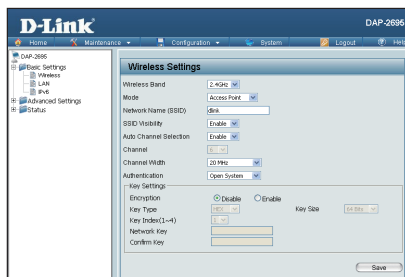 D-Link
DAP-2695
Home Maintenance Configuration System Logout Help
DAP-2695
Basic Settings
Wireless
LAN
IPv6
Advanced Settings
Status
Wireless Settings
Wireless Band 2.4GHz
Mode Access Point
Network Name (SSID) dlink
SSID Visibility Enable
Auto Channel Selection Enable
Channel 6
Channel Width 20 MHz
Authentication Open System
Key Settings
Encryption Disable Enable
Key Type HEX Key Size 64 Bits
Key Index(1~4)
Network Key
Confirm Key
Save